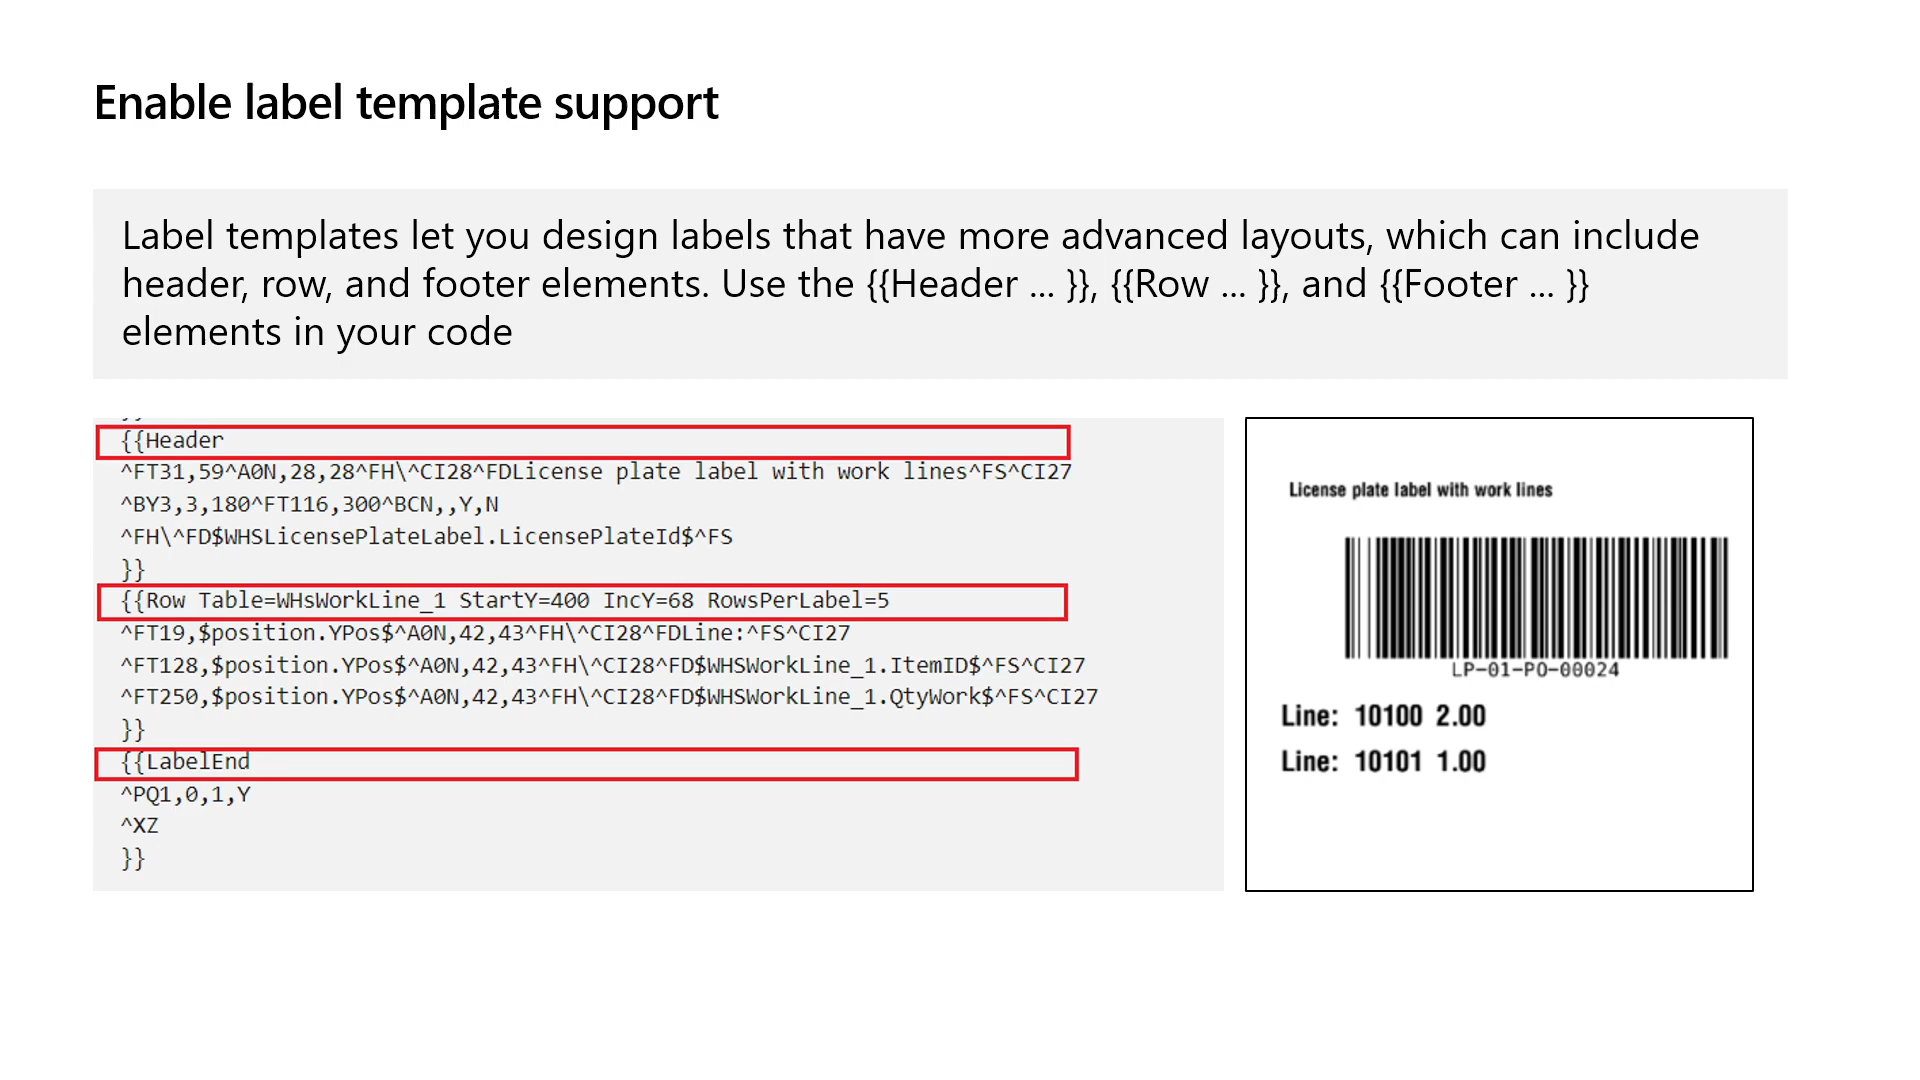 Enable label template support
Label templates let you design labels that have more advanced layouts, which can include
header, row, and footer elements. Use the {{Header ... }}, {{Row ... }}, and {{Footer ... }}
elements in your code
{{Header
^FT31,59^A0N,28,28^FH\^CI28^FDLicense plate label with work lines^FS^CI27
^BY3,3,180^FT116,300^BCN,,Y,N
^FH\^FD$WHSLicensePlateLabel.LicensePlateId$^FS
}}
{{Row Table=WHsWorkLine_1 StartY=400 IncY=68 RowsPerLabel=5
^FT19,$position.YPos$^A0N,42,43^FH\^CI28^FDLine:^FS^CI27
^FT128,$position.YPos$^A0N,42,43^FH\^CI28^FD$WHSWorkLine_1.ItemID$^FS^CI27
^FT250,$position.YPos$^A0N,42,43^FH\^CI28^FD$WHSWorkLine_1.QtyWork$^FS^CI27
}}
{{LabelEnd
^PQ1,0,1,Y
^XZ
}}
License plate label with work lines
LP-01-PO-00024
Line: 10100 2.00
Line: 10101 1.00